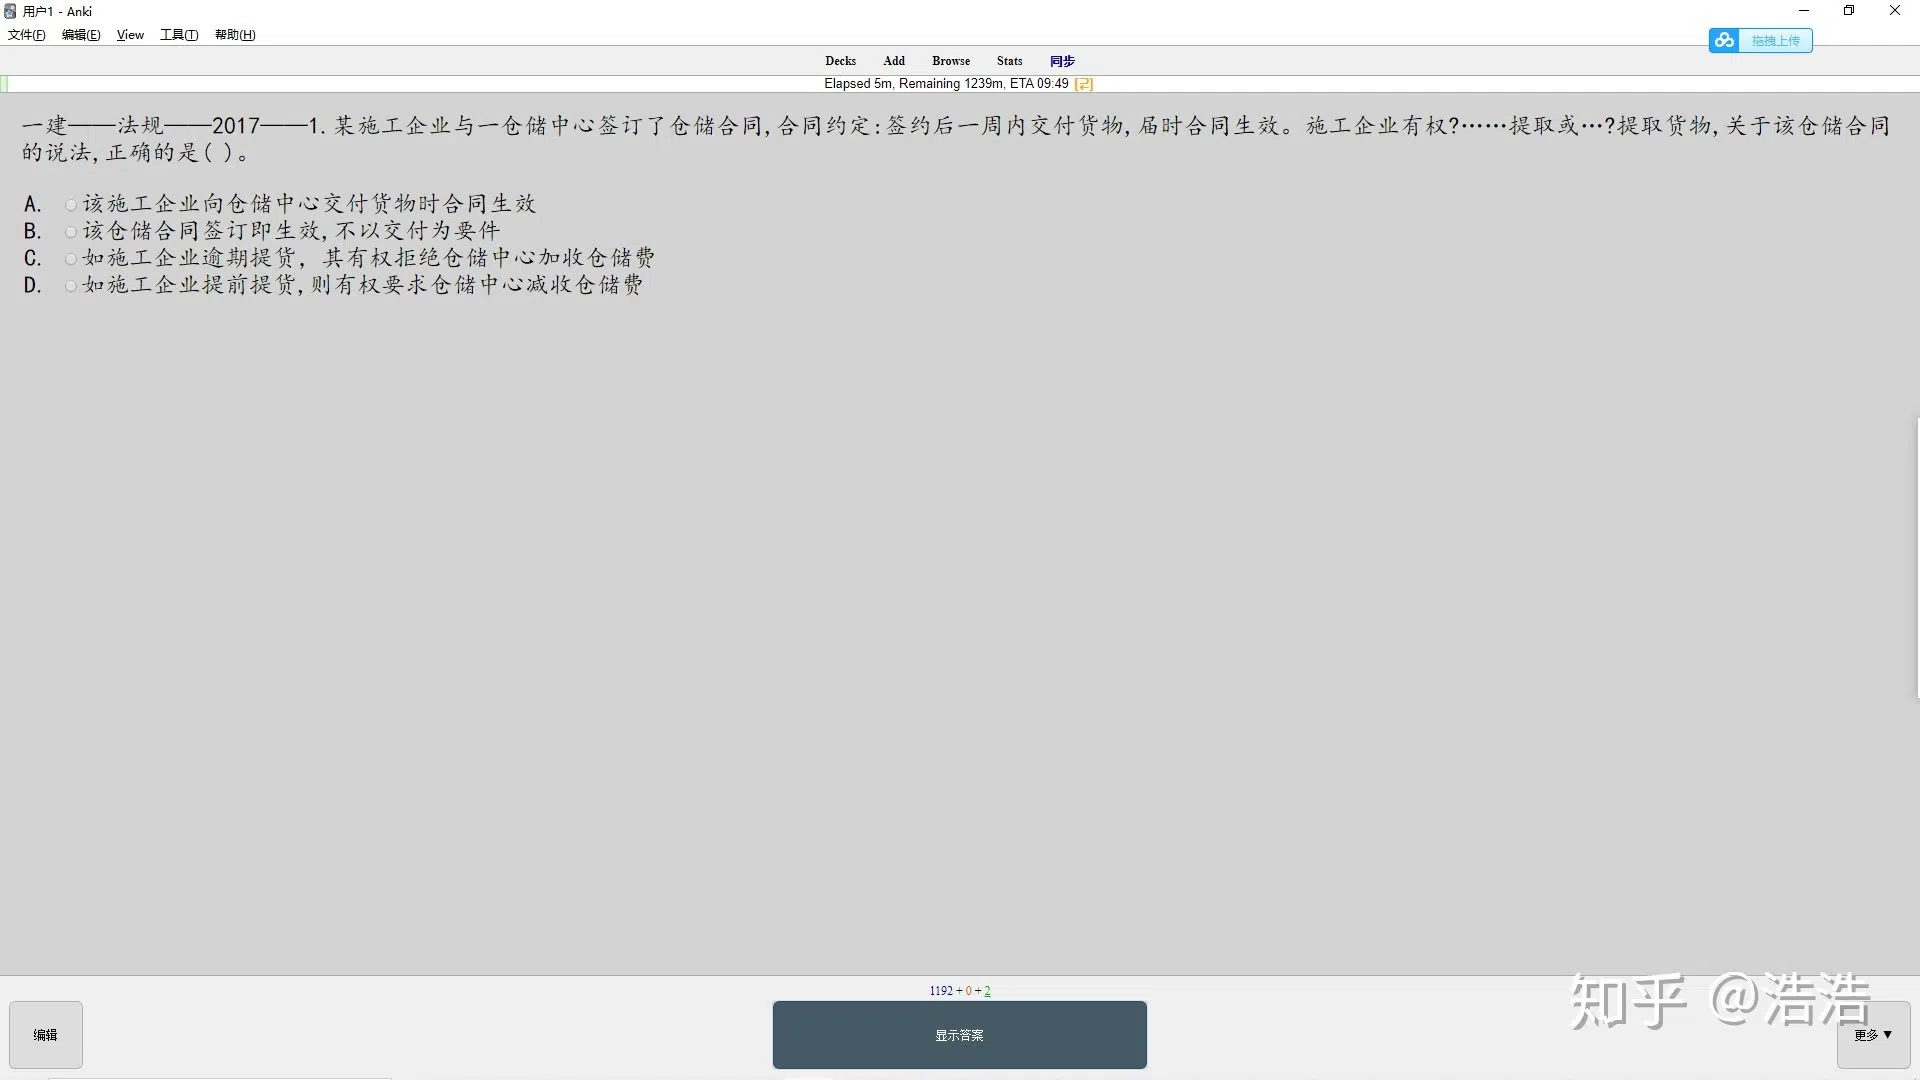 用户1 - Anki
文件(F) 编辑(E) View 工具(T) 帮助(H)
拖拽上传
Decks Add Browse Stats 同步
Elapsed 5m, Remaining 1239m, ETA 09:49
一建——法规——2017——1.某施工企业与一仓储中心签订了仓储合同,合同约定:签约后一周内交付货物,届时合同生效。施工企业有权?……提取或…?提取货物,关于该仓储合同
的说法,正确的是( )。
A. 该施工企业向仓储中心交付货物时合同生效
B. 该仓储合同签订即生效,不以交付为要件
C. 如施工企业逾期提货, 其有权拒绝仓储中心加收仓储费
D. 如施工企业提前提货,则有权要求仓储中心减收仓储费
1192 + 0 + 2
编辑
显示答案
更多 ▼
知乎 @浩浩